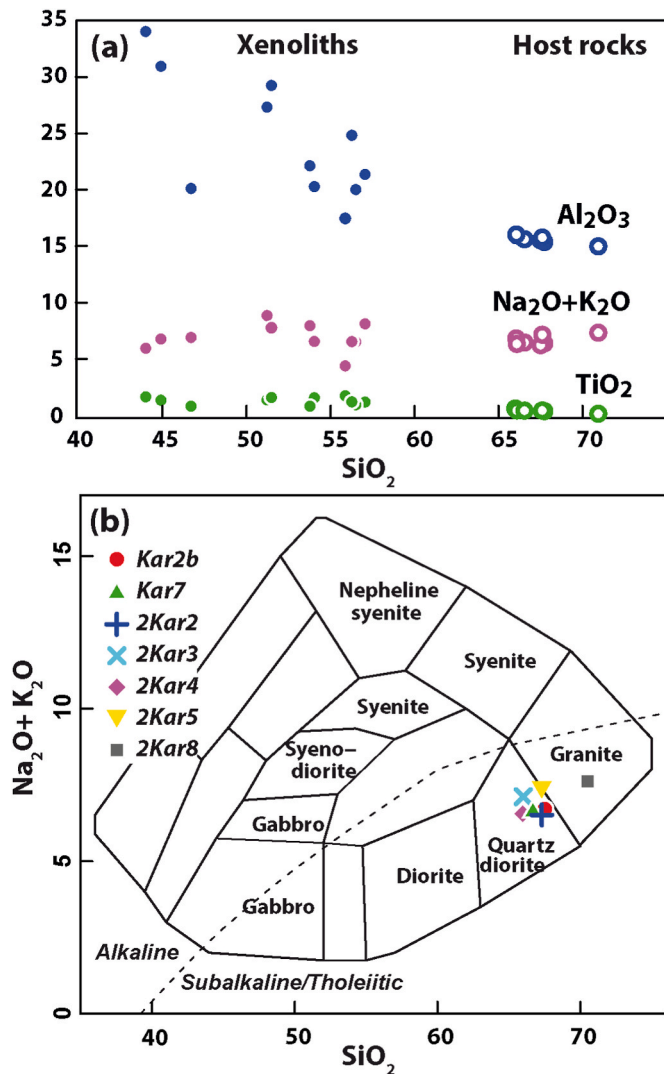 35
(a)
Xenoliths
Host rocks
30
25
20
Al₂O₃
15
10
Na₂O+K₂O
5
TiO₂
0
40 45 50 55 60 65 70 75
SiO₂
(b)
Kar2b
Kar7
2Kar2
2Kar3
2Kar4
2Kar5
2Kar8
Nepheline
syenite
Syenite
Syenite
Syeno-
diorite
Granite
Gabbro
Quartz
diorite
Diorite
Gabbro
Alkaline
Subalkaline/Tholeiitic
Na₂O+ K₂O
15
10
5
0
40 50 60 70
SiO₂